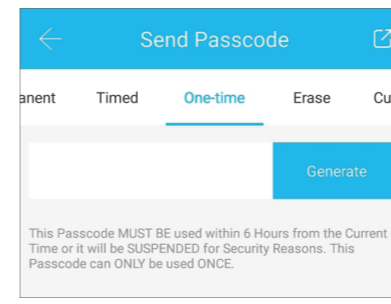 Send Passcode
anent Timed One-time Erase Cu
Generate
This Passcode MUST BE used within 6 Hours from the Current
Time or it will be SUSPENDED for Security Reasons. This
Passcode can ONLY be used ONCE.